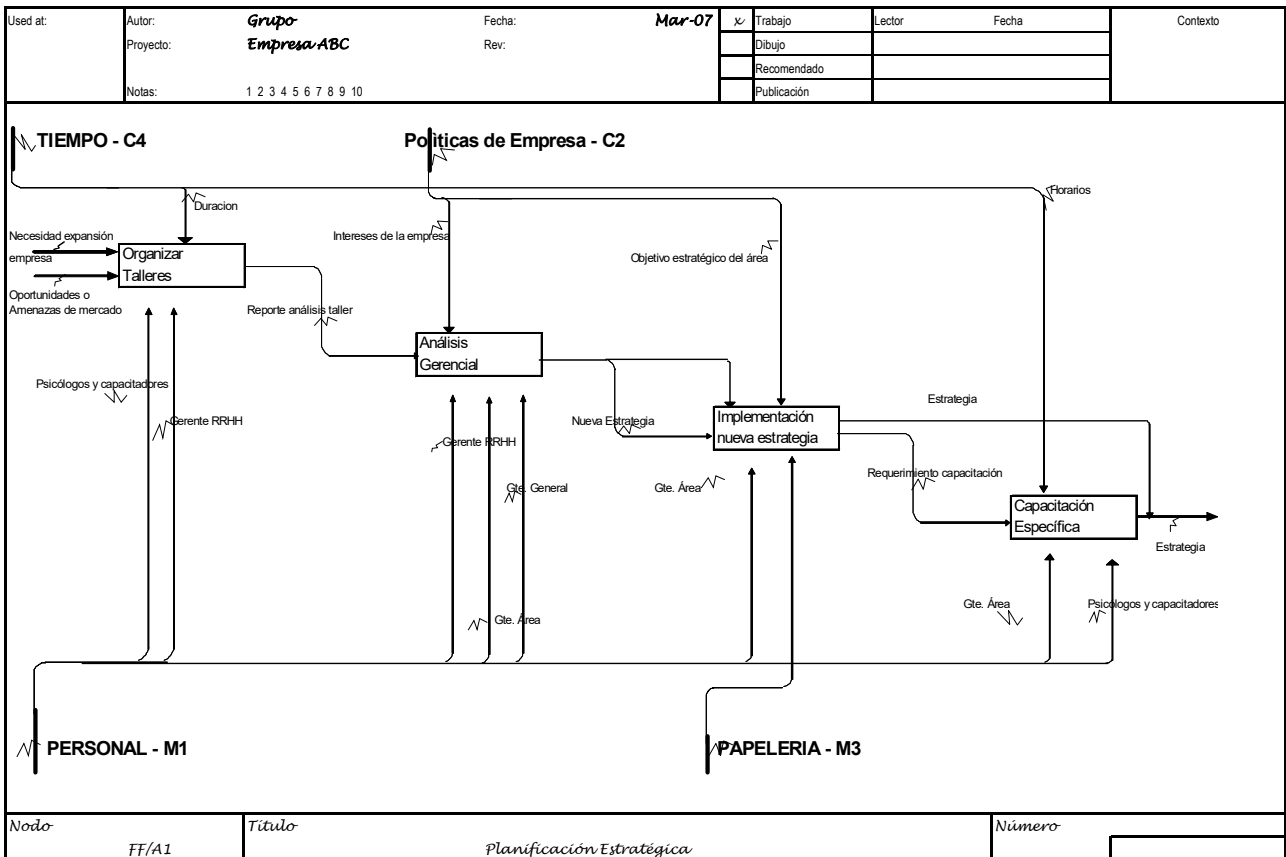 Used at:
Autor: Grupo Fecha: Mar-07 x Trabajo Lector Fecha Contexto
Proyecto: Empresa ABC Rev: Dibujo
Recomendado
Notas: 1 2 3 4 5 6 7 8 9 10 Publicación
TIEMPO - C4
Políticas de Empresa - C2
Duracion
Horarios
Necesidad expansión
empresa
Intereses de la empresa
Objetivo estratégico del área
Organizar
Talleres
Oportunidades o
Amenazas de mercado
Reporte análisis taller
Análisis
Gerencial
Psicólogos y capacitadores
Gerente RRHH
Nueva Estrategia
Estrategia
Implementación
nueva estrategia
Gerente RRHH
Gte. General
Gte. Área
Requerimiento capacitación
Capacitación
Específica
Estrategia
Gte. Área
Gte. Área
Psicologos y capacitadores
PERSONAL - M1
PAPELERIA - M3
Nodo Título Número
FF/A1 Planificación Estratégica